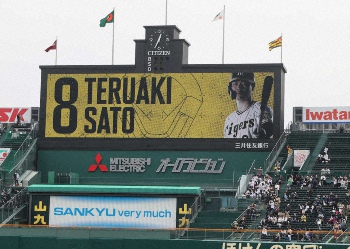 CITIZEN
8 TERUAKI
SATO
Tigers
三井住友銀行
SK
Iwatani
MITSUBISHI
ELECTRIC
オーロラビジョン
山九
SANKYU very much
山九